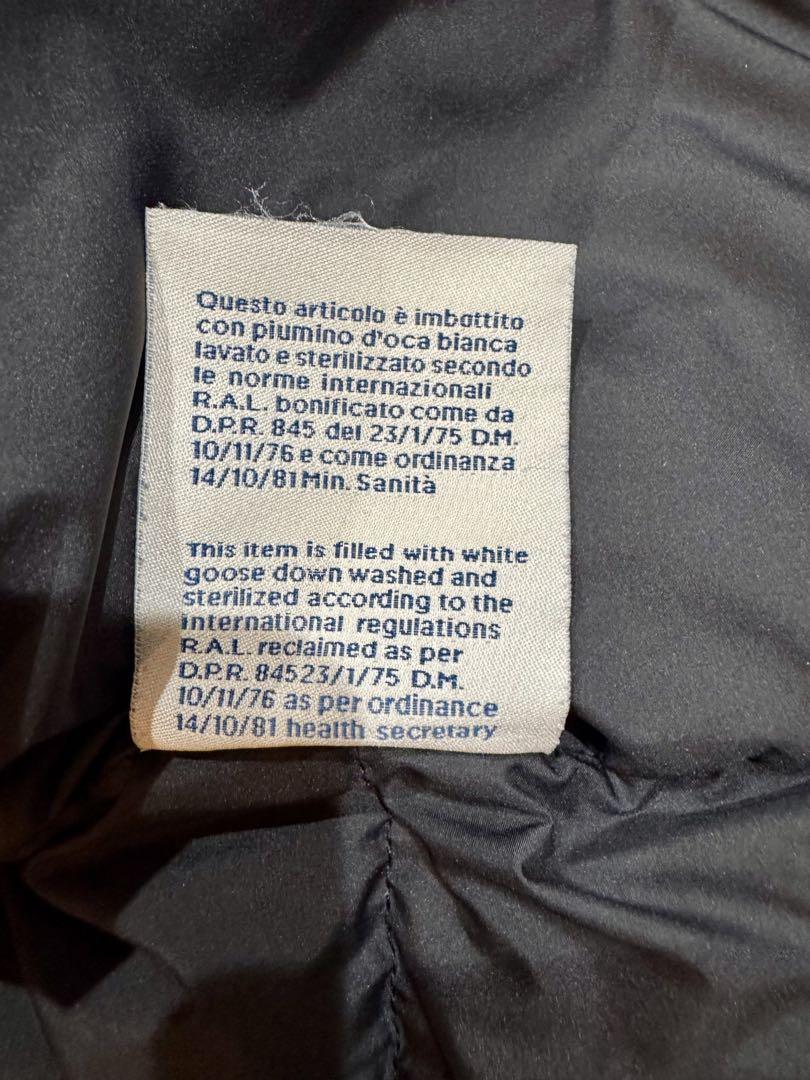 Questo articolo è imbottito
con piumino d'oca bianca
lavato e sterilizzato secondo
le norme internazionali
R.A.L. bonificato come da
D.P.R. 845 del 23/1/75 D.M.
10/11/76 e come ordinanza
14/10/81 Min. Sanità
This item is filled with white
goose down washed and
sterilized according to the
international regulations
R.A.L. reclaimed as per
D.P.R. 84523/1/75 D.M.
10/11/76 as per ordinance
14/10/81 health secretary